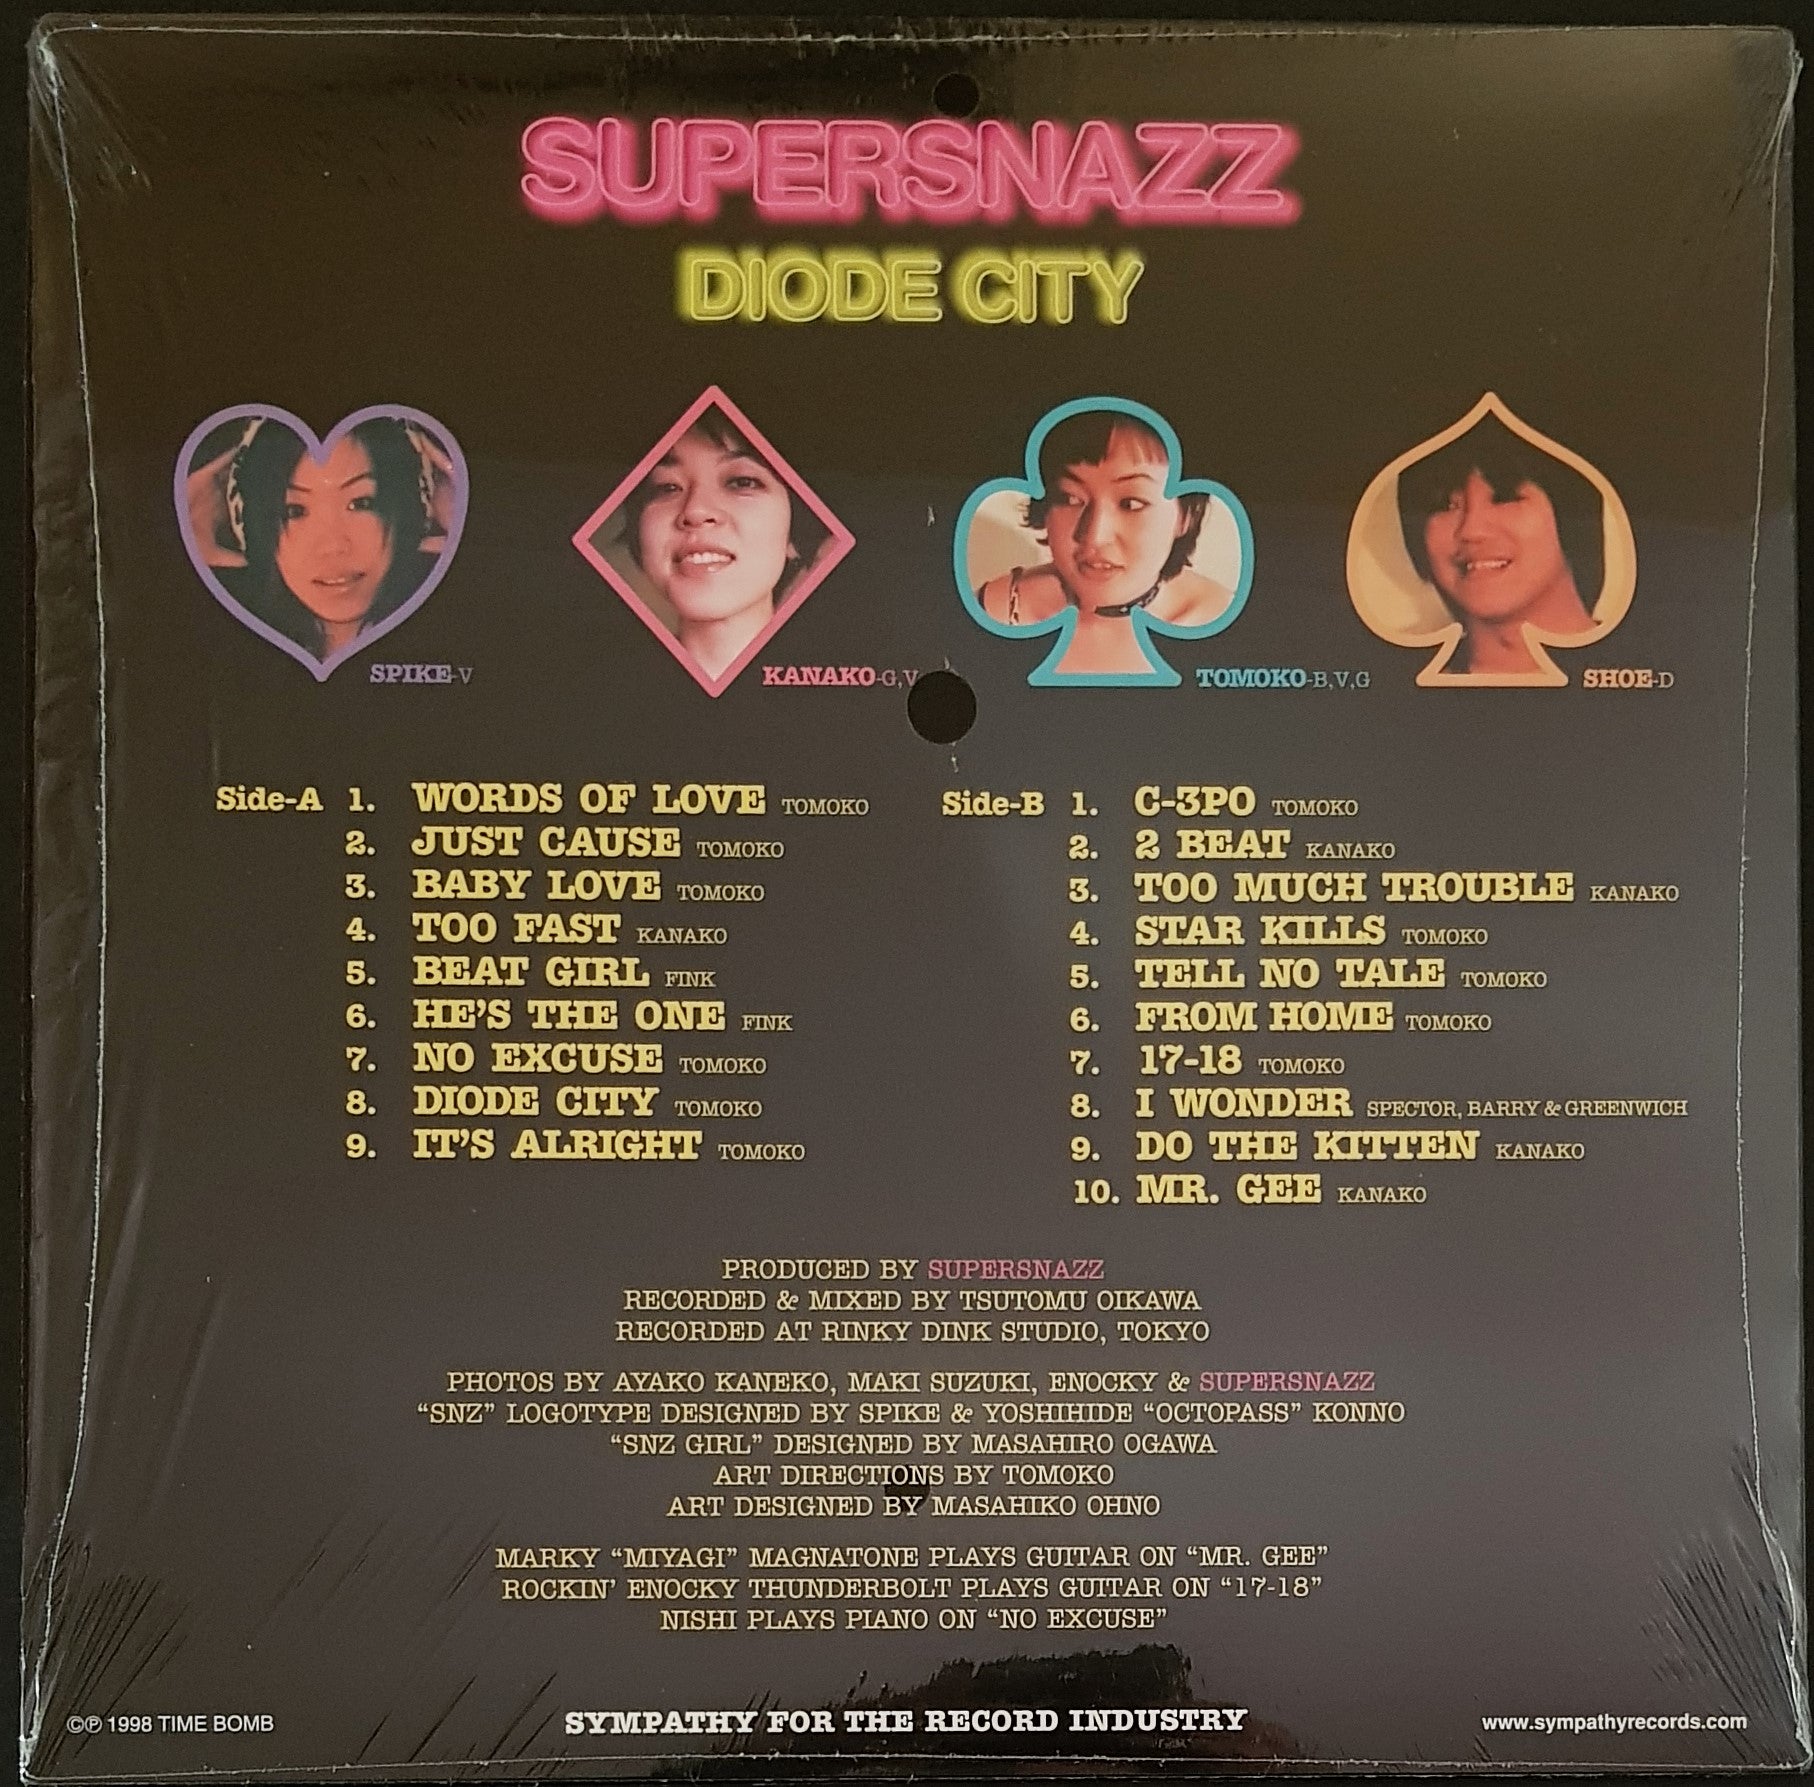 SUPERSNAZZ
DIODE CITY
SPIKE-V
KANAKO-G,V
TOMOKO-B,V,G
SHOE-D
Side-A 1. WORDS OF LOVE TOMOKO
2. JUST CAUSE TOMOKO
3. BABY LOVE TOMOKO
4. TOO FAST KANAKO
5. BEAT GIRL FINK
6. HE'S THE ONE FINK
7. NO EXCUSE TOMOKO
8. DIODE CITY TOMOKO
9. IT'S ALRIGHT TOMOKO
Side-B 1. C-3PO TOMOKO
2. 2 BEAT KANAKO
3. TOO MUCH TROUBLE KANAKO
4. STAR KILLS TOMOKO
5. TELL NO TALE TOMOKO
6. FROM HOME TOMOKO
7. 17-18 TOMOKO
8. I WONDER SPECTOR, BARRY & GREENWICH
9. DO THE KITTEN KANAKO
10. MR. GEE KANAKO
PRODUCED BY SUPERSNAZZ
RECORDED & MIXED BY TSUTOMU OIKAWA
RECORDED AT RINKY DINK STUDIO, TOKYO
PHOTOS BY AYAKO KANEKO, MAKI SUZUKI, ENOCKY & SUPERSNAZZ
“SNZ” LOGOTYPE DESIGNED BY SPIKE & YOSHIHIDE “OCTOPASS” KONNO
“SNZ GIRL” DESIGNED BY MASAHIRO OGAWA
ART DIRECTIONS BY TOMOKO
ART DESIGNED BY MASAHIKO OHNO
MARKY “MIYAGI” MAGNATONE PLAYS GUITAR ON “MR. GEE”
ROCKIN' ENOCKY THUNDERBOLT PLAYS GUITAR ON “17-18”
NISHI PLAYS PIANO ON “NO EXCUSE”
©℗ 1998 TIME BOMB
SYMPATHY FOR THE RECORD INDUSTRY
www.sympathyrecords.com